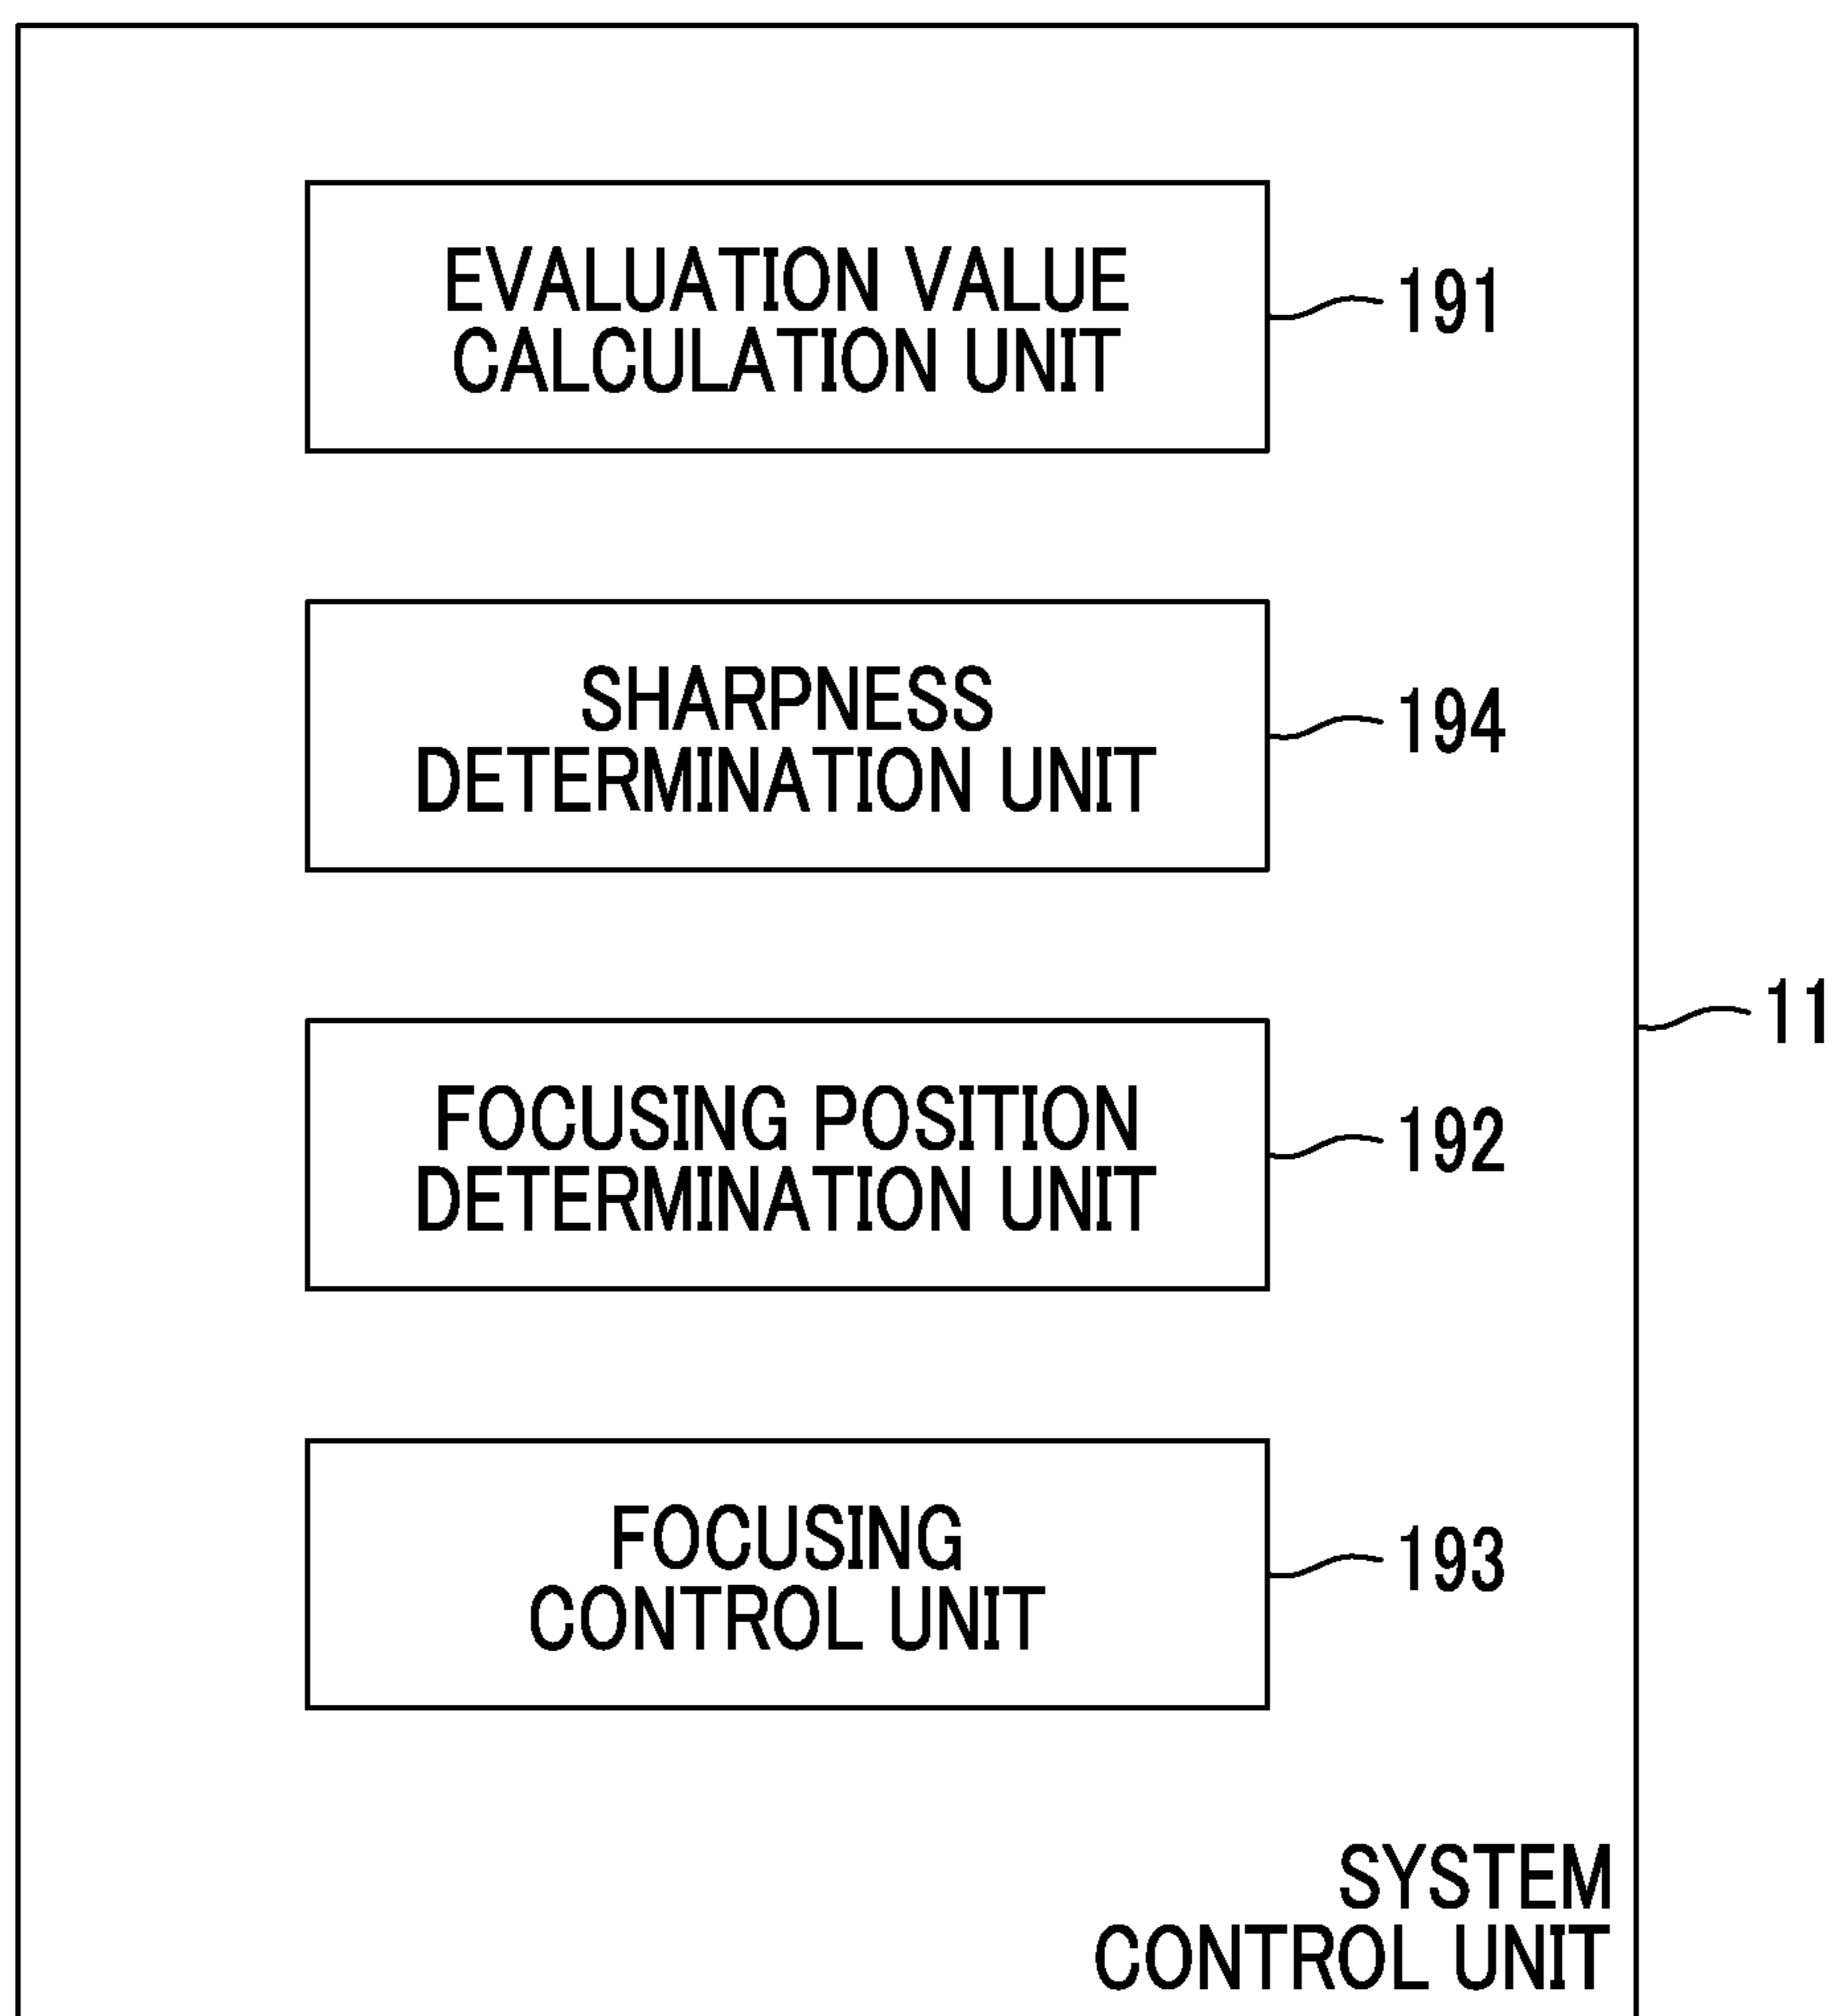 EVALUATION VALUE
CALCULATION UNIT
191
SHARPNESS
DETERMINATION UNIT
194
11
FOCUSING POSITION
DETERMINATION UNIT
192
FOCUSING
CONTROL UNIT
193
SYSTEM
CONTROL UNIT